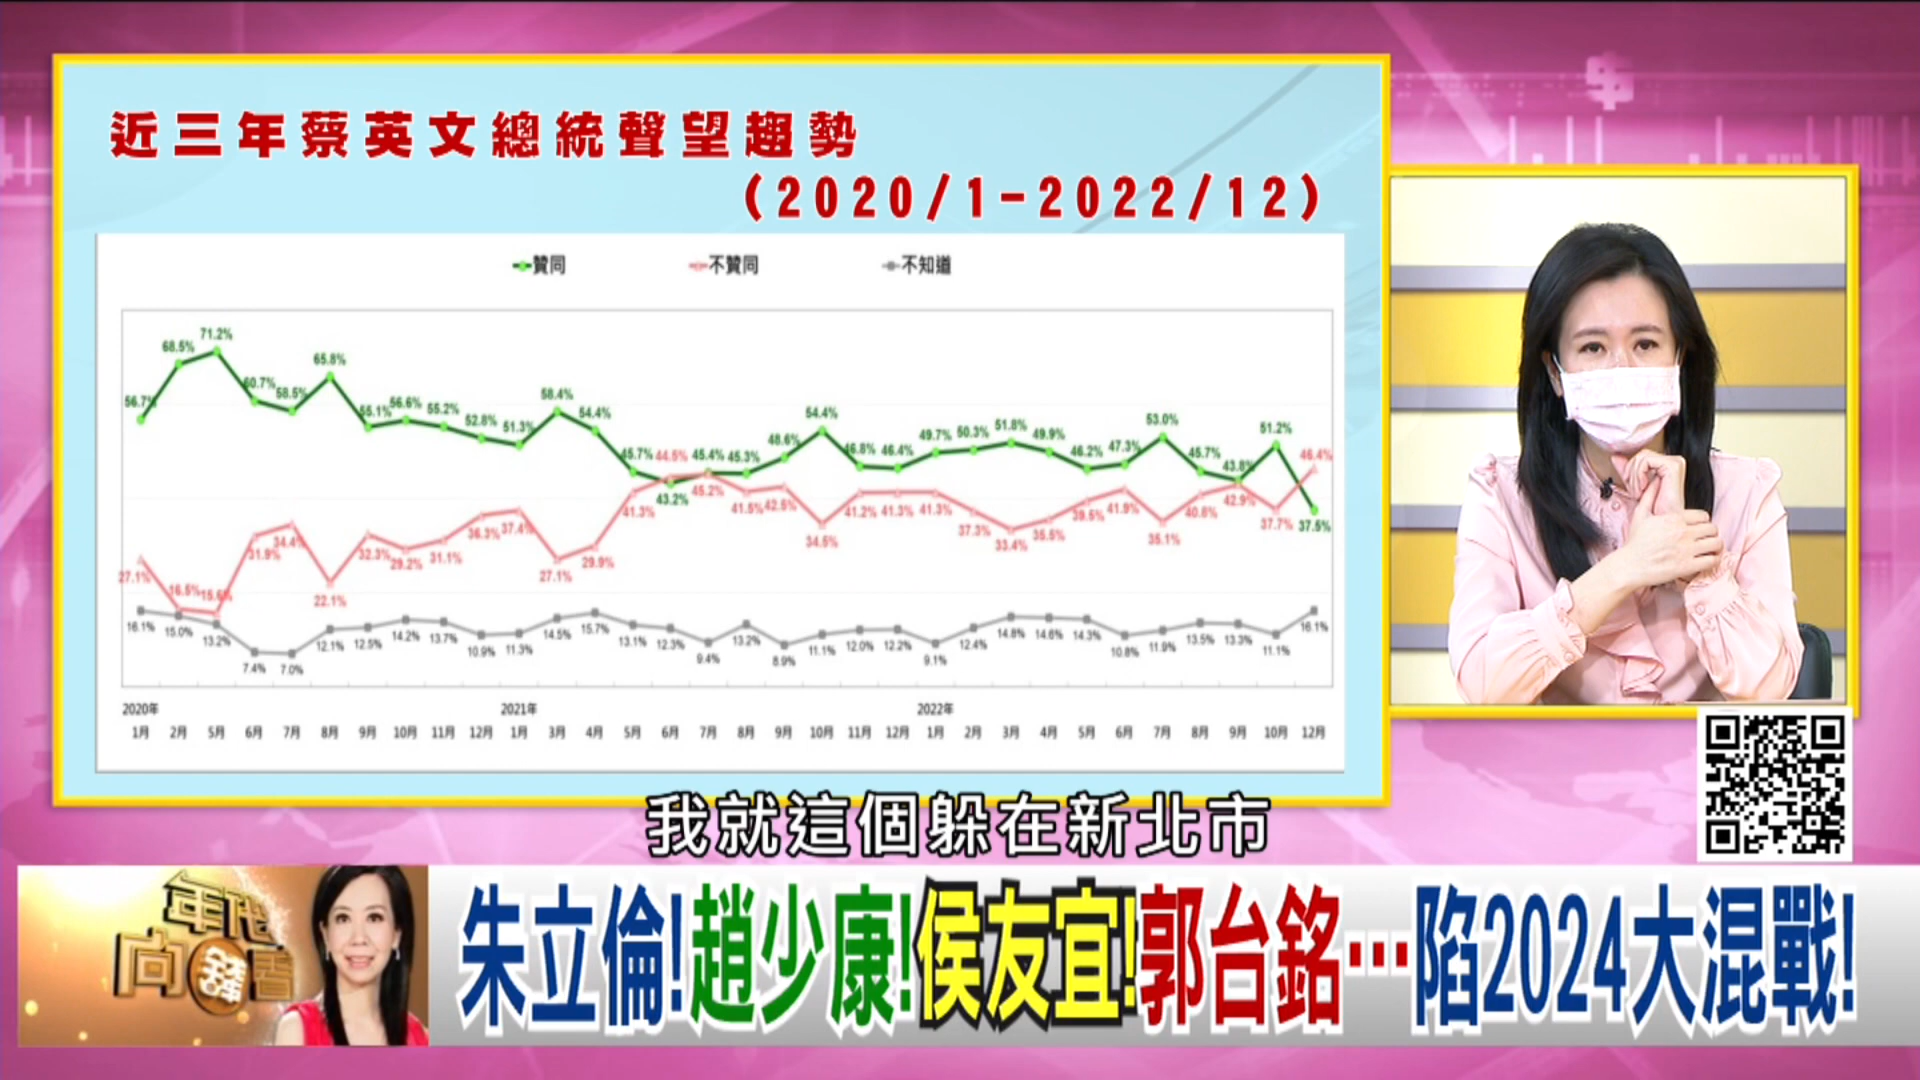 近三年蔡英文總統聲望趨勢
(2020/1-2022/12)
贊同 不贊同 不知道
56.7% 68.5% 71.2% 60.7% 58.5% 65.8% 55.1% 56.6% 55.2% 52.8% 51.3% 58.4% 54.4% 45.7% 43.2% 45.4% 45.3% 48.6% 54.4% 46.8% 46.4% 49.7% 50.3% 51.8% 49.9% 46.2% 47.3% 53.0% 45.7% 43.8% 51.2% 37.5%
27.1% 16.5% 15.6% 31.9% 34.4% 22.1% 32.3% 29.2% 31.1% 36.3% 37.4% 27.1% 29.9% 41.3% 44.5% 45.2% 41.5% 42.6% 34.5% 41.2% 41.3% 41.3% 37.3% 33.4% 35.5% 39.5% 41.9% 35.1% 40.6% 42.9% 37.7% 46.4%
16.1% 15.0% 13.2% 7.4% 7.0% 12.1% 12.5% 14.2% 13.7% 10.9% 11.3% 14.5% 15.7% 13.1% 12.3% 9.4% 13.2% 8.9% 11.1% 12.0% 12.2% 9.1% 12.4% 14.8% 14.6% 14.3% 10.8% 11.9% 13.5% 13.3% 11.1% 16.1%
2020年 2021年 2022年
1月 2月 5月 6月 7月 8月 9月 10月 11月 12月 1月 3月 4月 5月 6月 7月 8月 9月 10月 11月 12月 1月 2月 3月 4月 5月 6月 7月 8月 9月 10月 12月
我就這個躲在新北市
年代
向錢看
朱立倫!趙少康!侯友宜!郭台銘…陷2024大混戰!